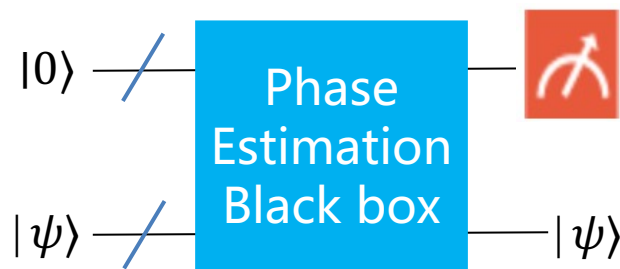 |0⟩
Phase
Estimation
Black box
|ψ⟩
|ψ⟩